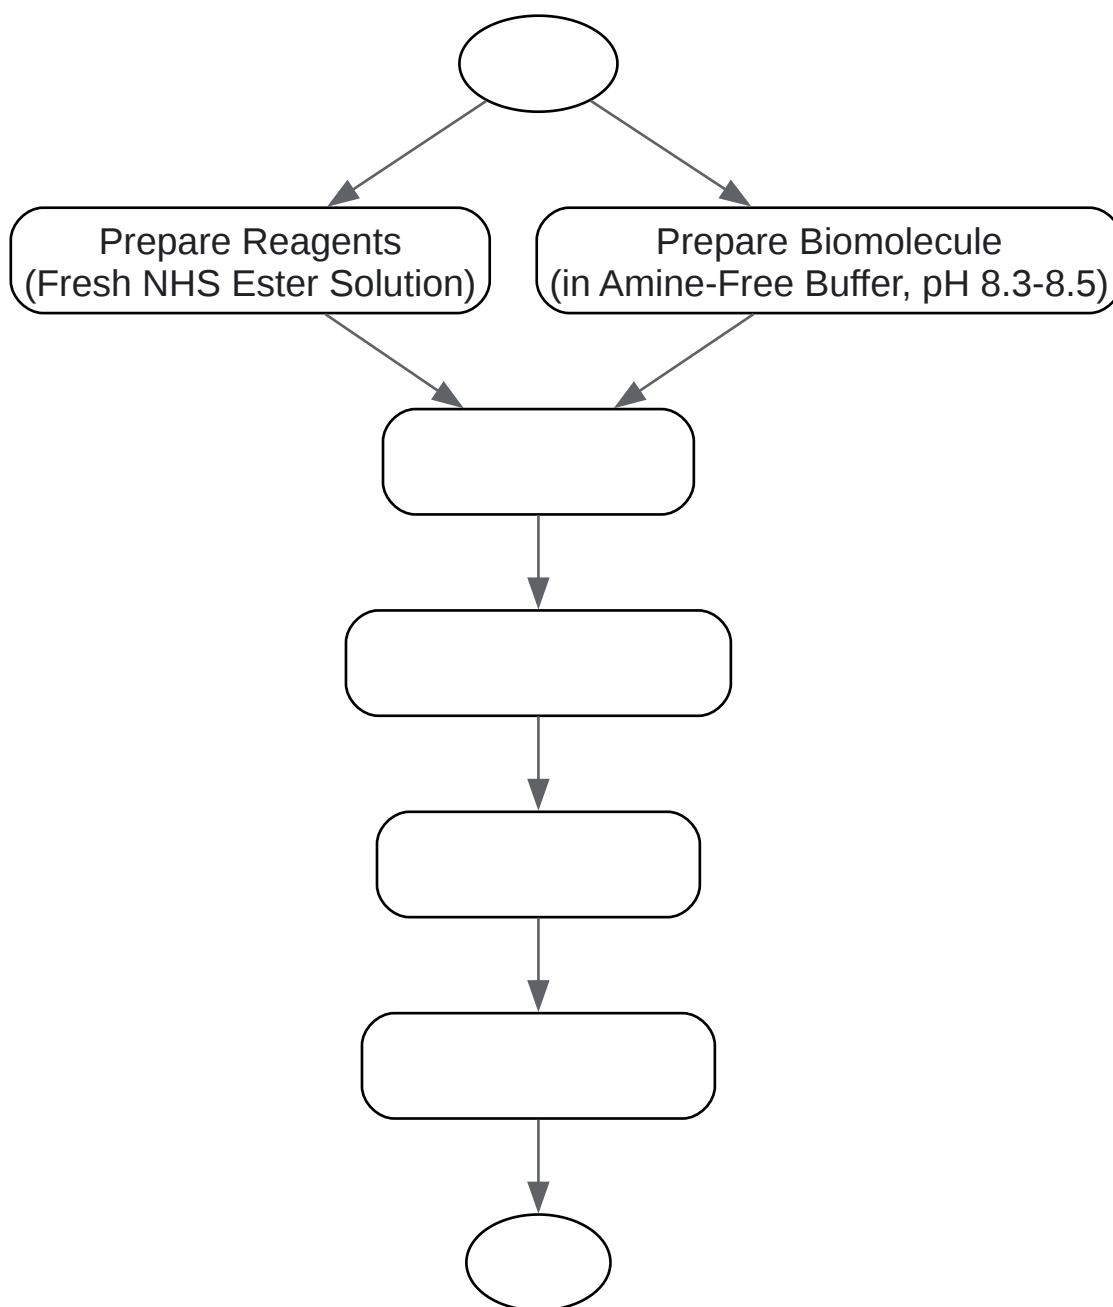 Prepare Reagents
(Fresh NHS Ester Solution)
Prepare Biomolecule
(in Amine-Free Buffer, pH 8.3-8.5)